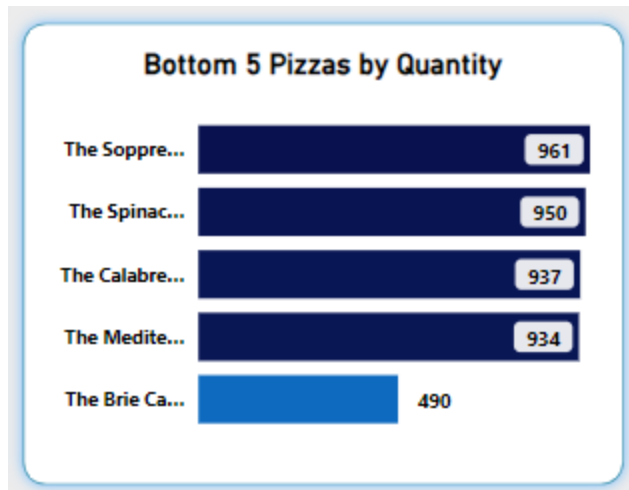 Bottom 5 Pizzas by Quantity
The Soppre... 961
The Spinac... 950
The Calabre... 937
The Medite... 934
The Brie Ca... 490